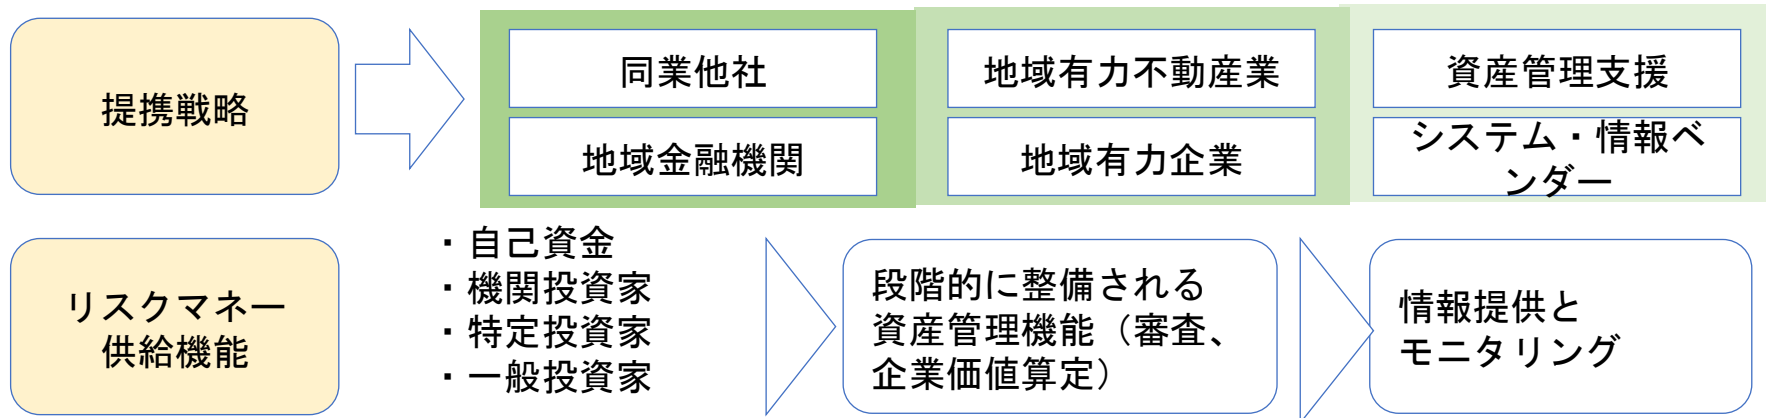 提携戦略
同業他社
地域有力不動産業
資産管理支援
地域金融機関
地域有力企業
システム・情報ベ
ンダー
リスクマネー
供給機能
・自己資金
・機関投資家
・特定投資家
・一般投資家
段階的に整備される
資産管理機能（審査、
企業価値算定）
情報提供と
モニタリング